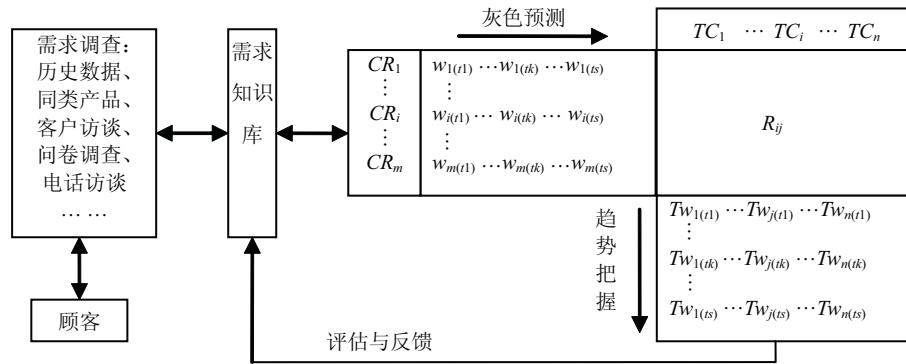 需求调查：
历史数据、
同类产品、
客户访谈、
问卷调查、
电话访谈
… …
顾客
需求
知识
库
灰色预测
CR1
⋮
CRi
⋮
CRm
w1(t1) …w1(tk) …w1(ts)
⋮
wi(t1) … wi(tk) … wi(ts)
⋮
wm(t1) …wm(tk) …wm(ts)
TC1 … TCi … TCn
Rij
趋
势
把
握
Tw1(t1) …Twj(t1) …Twn(t1)
⋮
Tw1(tk) …Twj(tk) …Twn(tk)
⋮
Tw1(ts) …Twj(ts) …Twn(ts)
评估与反馈